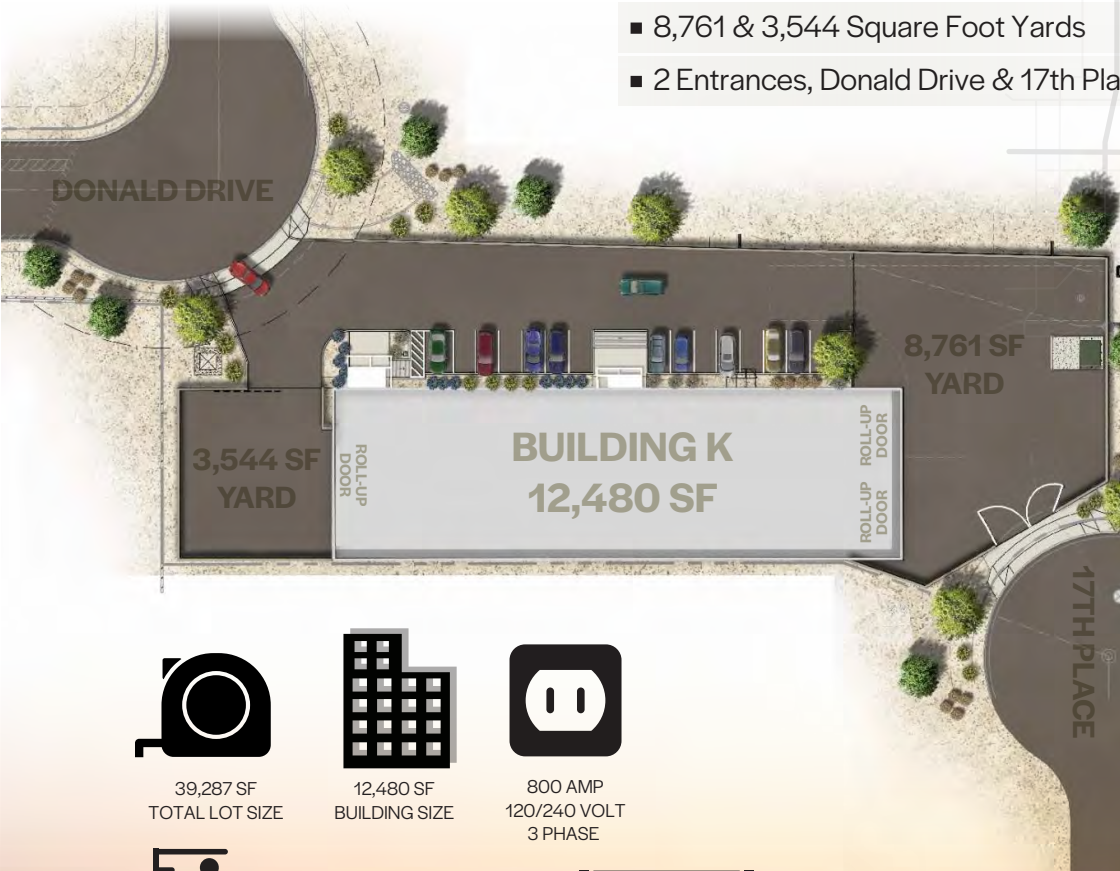 ■ 8,761 & 3,544 Square Foot Yards
■ 2 Entrances, Donald Drive & 17th Pla
DONALD DRIVE
8,761 SF
YARD
3,544 SF
YARD
ROLL-UP
DOOR
BUILDING K
12,480 SF
ROLL-UP
DOOR
ROLL-UP
DOOR
17TH PLACE
39,287 SF
TOTAL LOT SIZE
12,480 SF
BUILDING SIZE
800 AMP
120/240 VOLT
3 PHASE